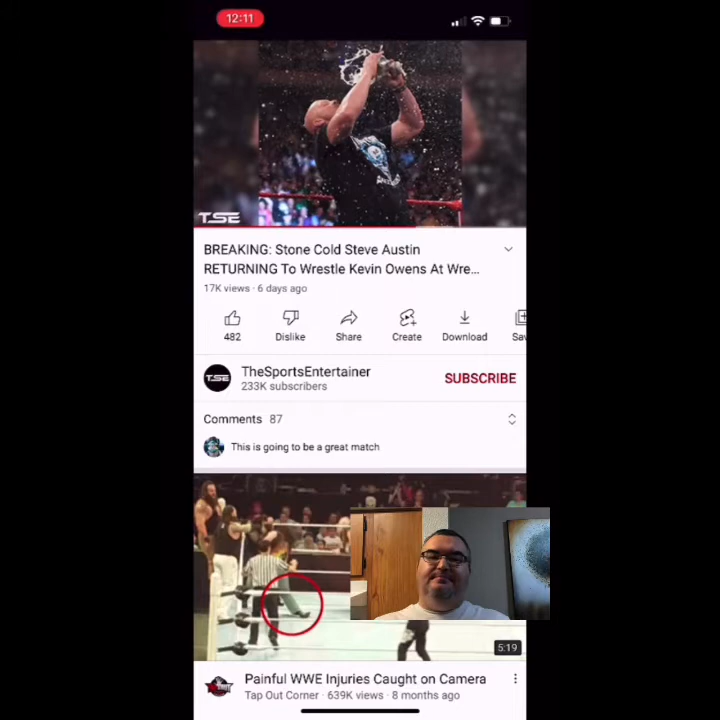 12:11
TSE
BREAKING: Stone Cold Steve Austin
RETURNING To Wrestle Kevin Owens At Wre...
17K views · 6 days ago
482 Dislike Share Create Download Sav
TSE
TheSportsEntertainer
233K subscribers
SUBSCRIBE
Comments 87
This is going to be a great match
5:19
Painful WWE Injuries Caught on Camera
Tap Out Corner · 639K views · 8 months ago